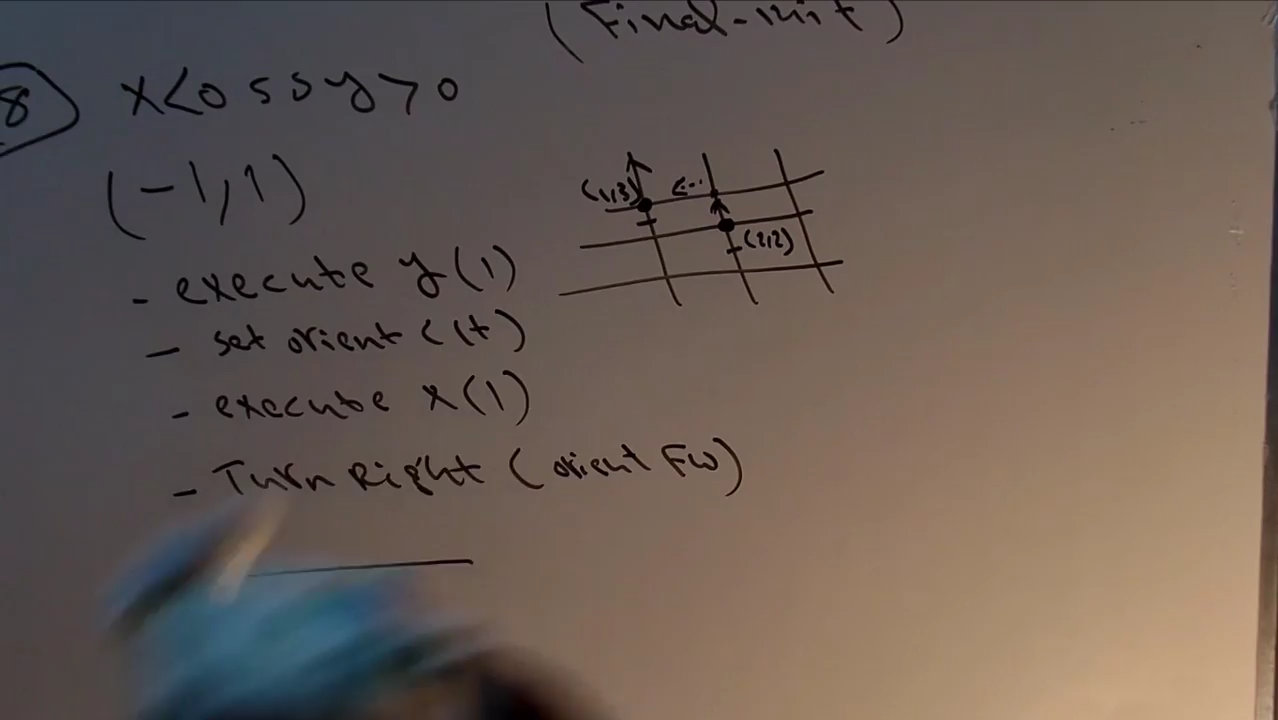 (Final-init)
8
x<0 && y>0
(-1,1)
(1,3)
(2,2)
- execute y(1)
- set orient (lt)
- execute x(1)
- Turn Right (orient FW)